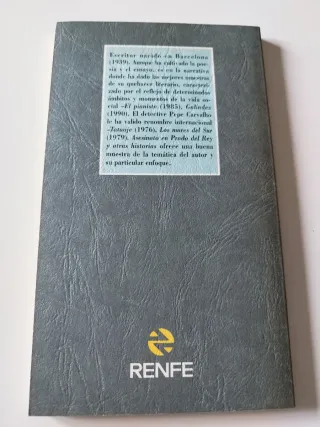 Escritor nacido en Barcelona
(1939). Aunque ha cultivado la poe-
sía y el ensayo, es en la narrativa
donde ha dado las mejores muestras
de su quehacer literario, caracteri-
zado por el reflejo de determinados
ámbitos y momentos de la vida so-
cial –El pianista, (1985), Galíndez
(1990). El detective Pepe Carvalho
le ha valido renombre internacional
–Tatuaje (1976), Los mares del Sur
(1979). Asesinato en Prado del Rey
y otras historias ofrece una buena
muestra de la temática del autor y
su particular enfoque.
RENFE